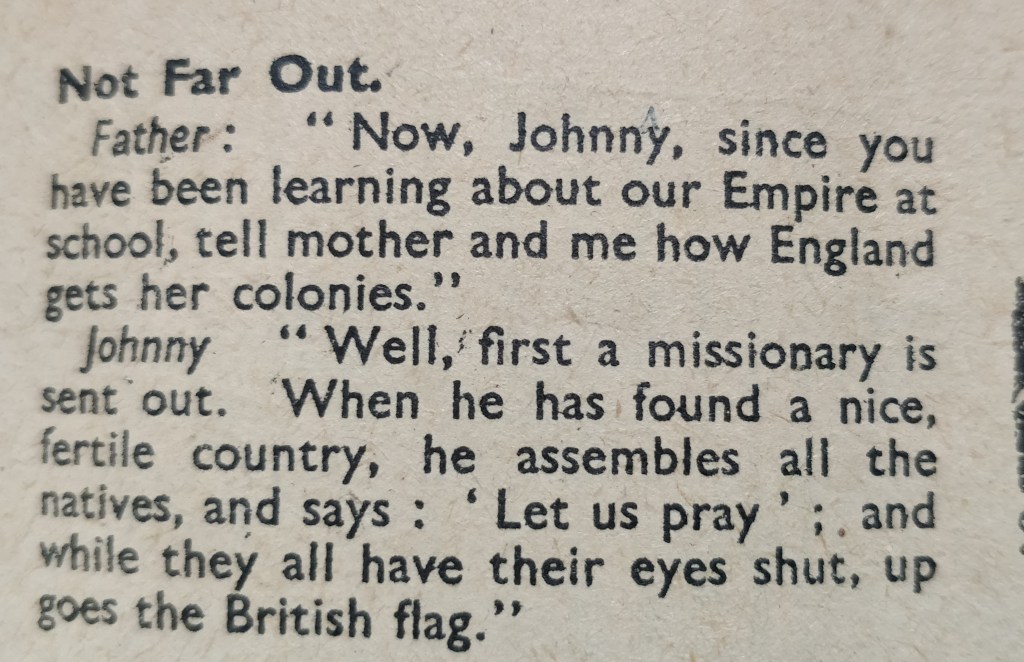 Not Far Out.
Father : “ Now, Johnny, since you
have been learning about our Empire at
school, tell mother and me how England
gets her colonies.”
Johnny “ Well, first a missionary is
sent out. When he has found a nice,
fertile country, he assembles all the
natives, and says : ‘ Let us pray ’ ; and
while they all have their eyes shut, up
goes the British flag.”